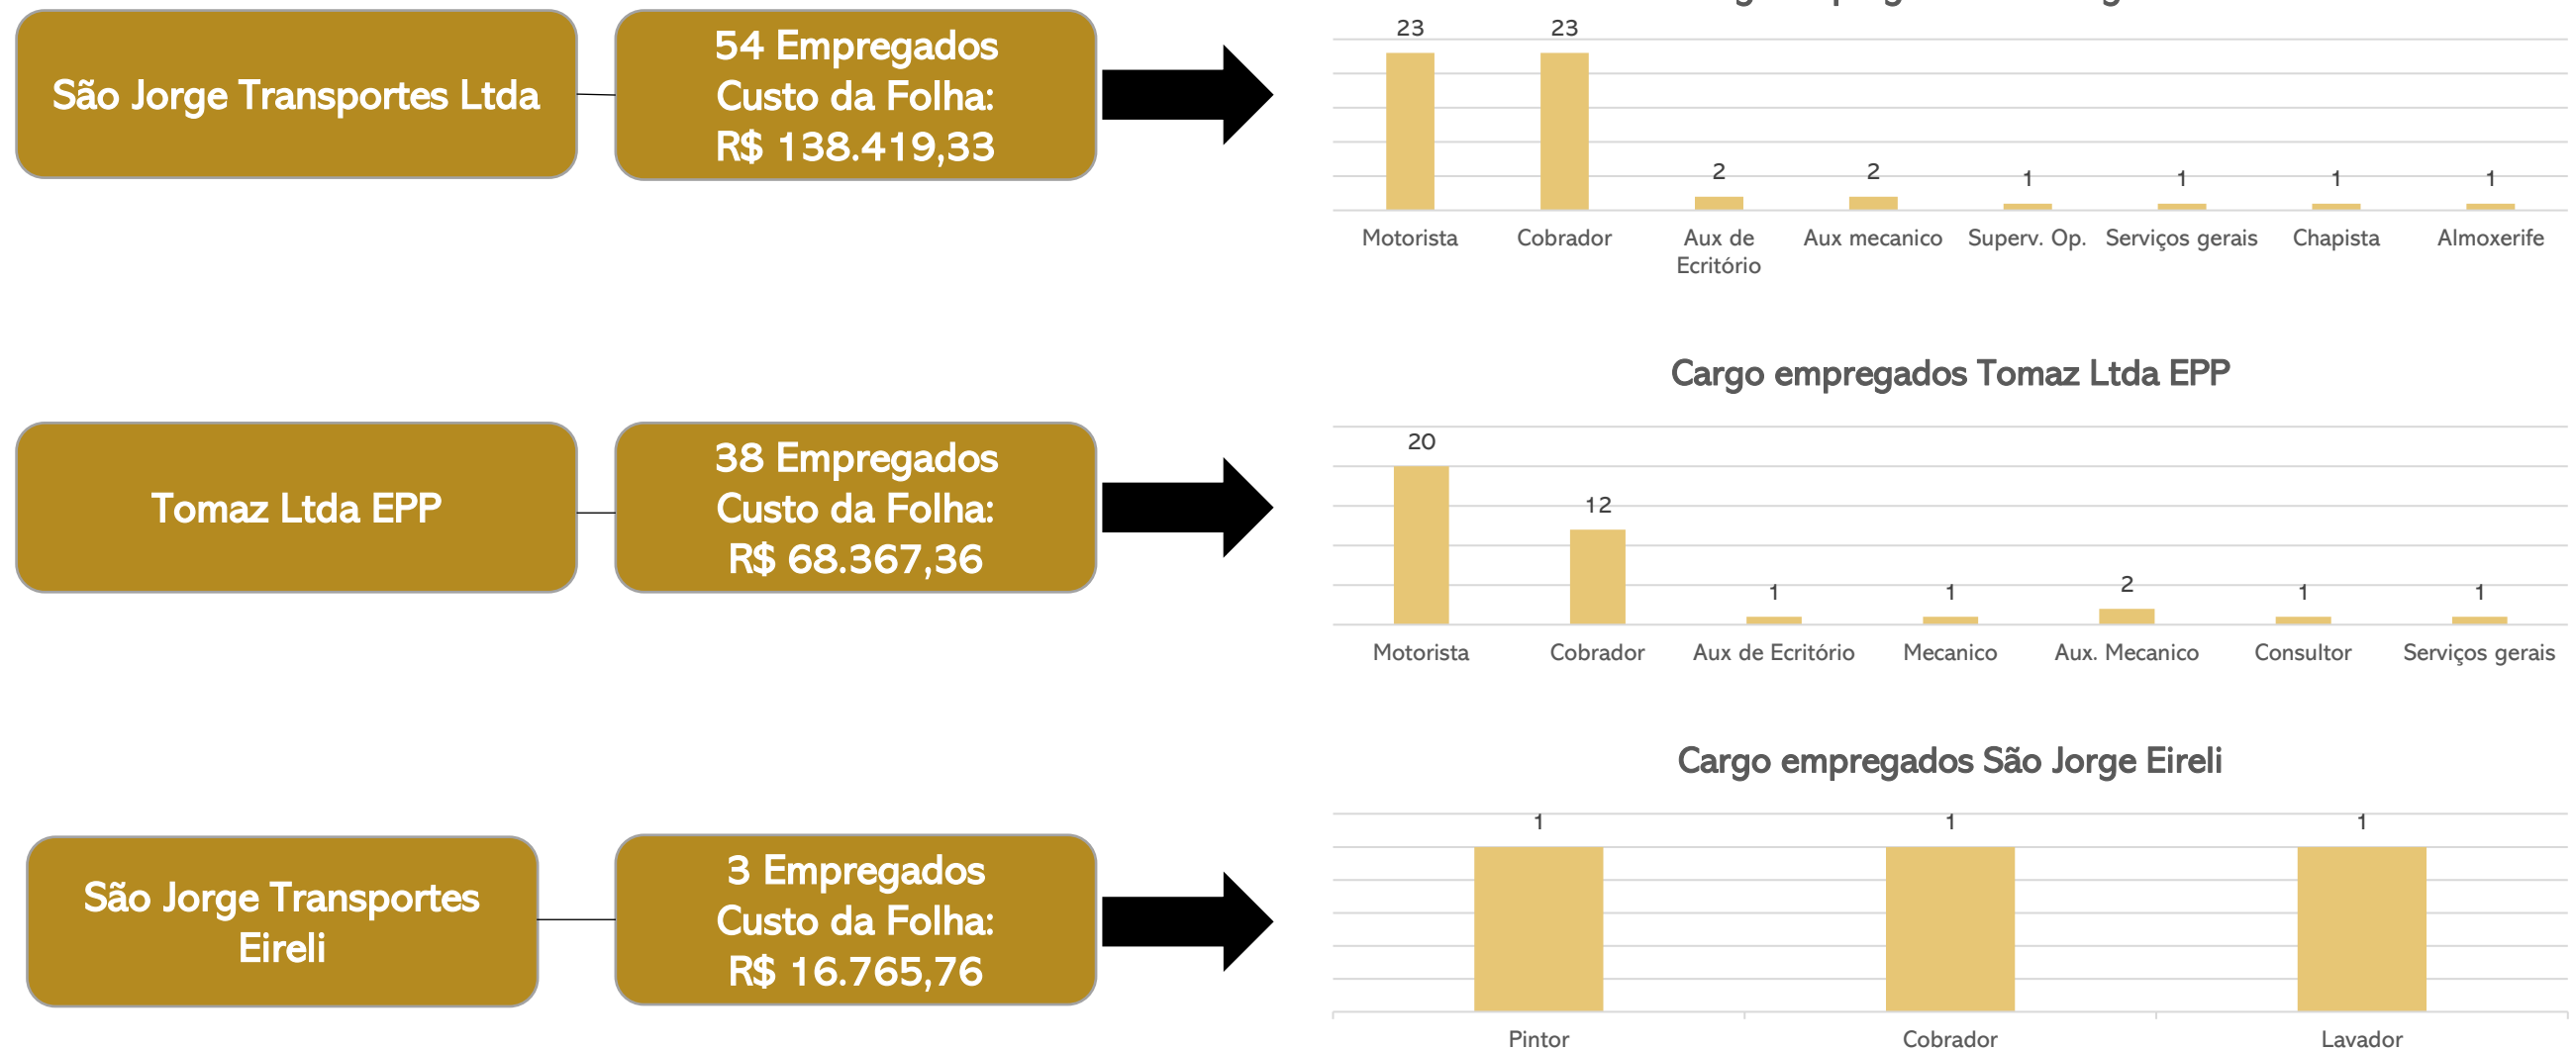 São Jorge Transportes Ltda
54 Empregados
Custo da Folha:
R$ 138.419,33
23
23
2
2
1
1
1
1
Motorista
Cobrador
Aux de
Ecritório
Aux mecanico
Superv. Op.
Serviços gerais
Chapista
Almoxerife
Tomaz Ltda EPP
38 Empregados
Custo da Folha:
R$ 68.367,36
Cargo empregados Tomaz Ltda EPP
20
12
1
1
2
1
1
Motorista
Cobrador
Aux de Ecritório
Mecanico
Aux. Mecanico
Consultor
Serviços gerais
São Jorge Transportes
Eireli
3 Empregados
Custo da Folha:
R$ 16.765,76
Cargo empregados São Jorge Eireli
1
1
1
Pintor
Cobrador
Lavador